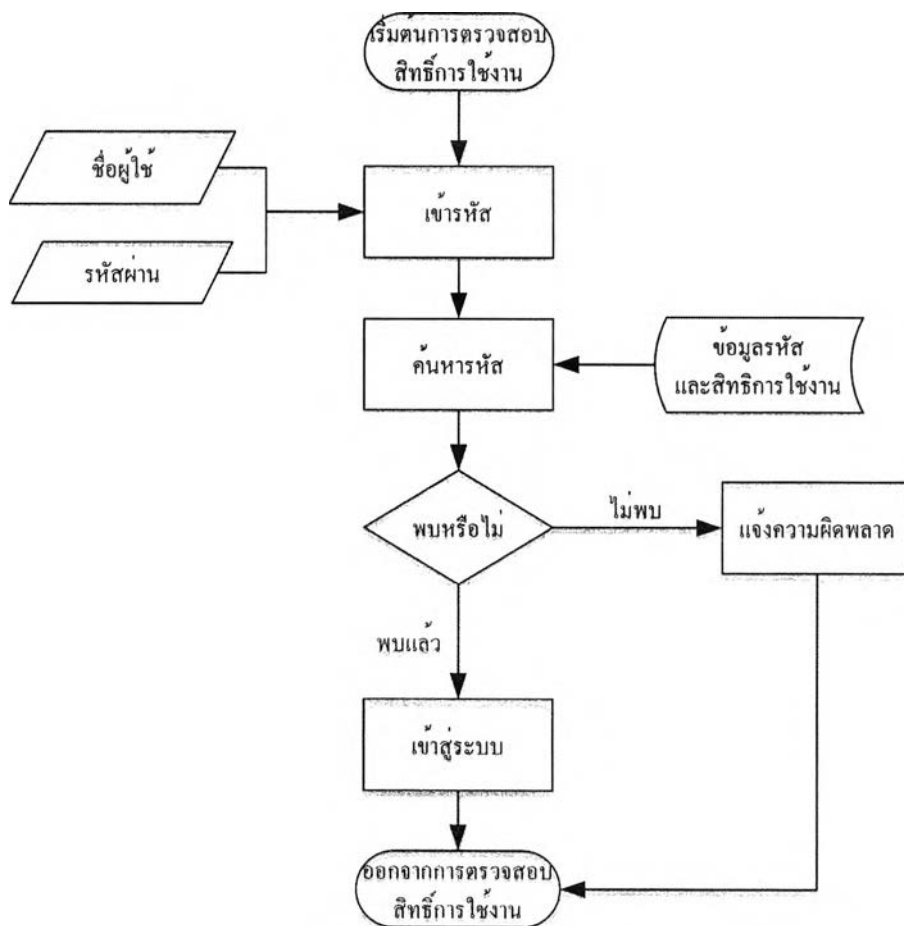 เริ่มต้นการตรวจสอบ
สิทธิ์การใช้งาน
ชื่อผู้ใช้
เข้ารหัส
รหัสผ่าน
ค้นหารหัส
ข้อมูลรหัส
และสิทธิการใช้งาน
พบหรือไม่
ไม่พบ
แจ้งความผิดพลาด
พบแล้ว
เข้าสู่ระบบ
ออกจากการตรวจสอบ
สิทธิ์การใช้งาน